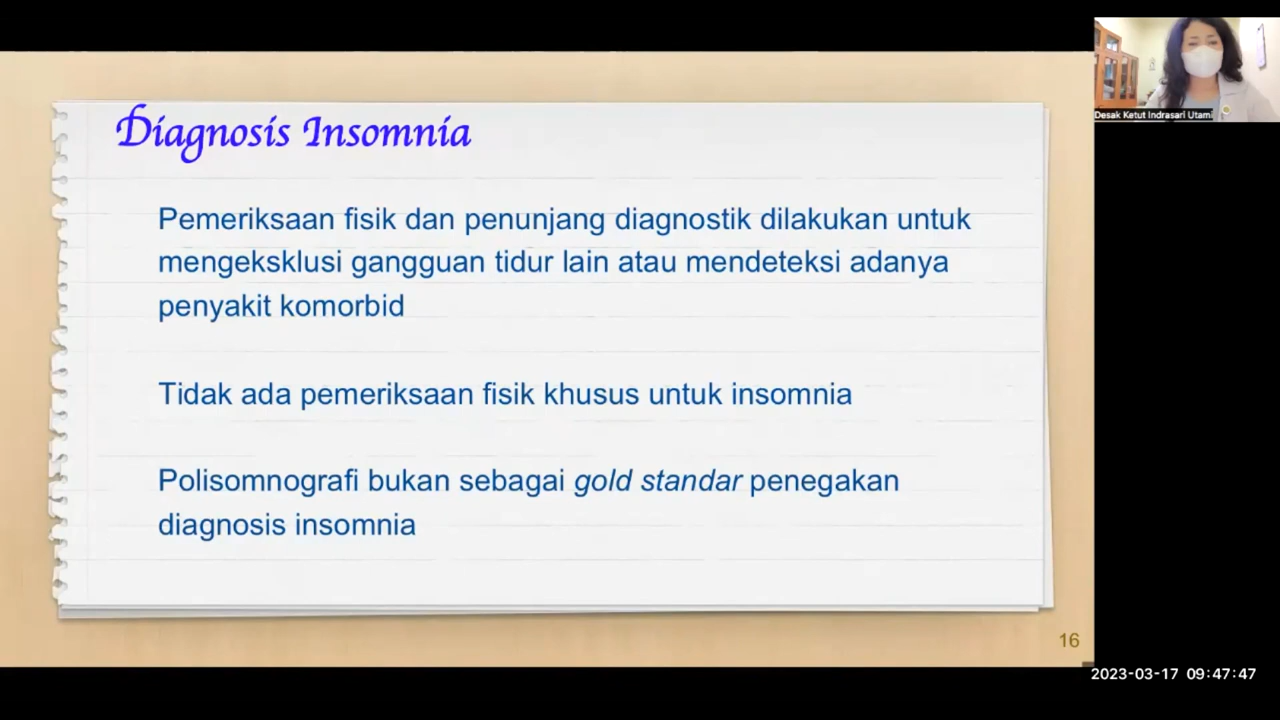 Diagnosis Insomnia
Pemeriksaan fisik dan penunjang diagnostik dilakukan untuk
mengeksklusi gangguan tidur lain atau mendeteksi adanya
penyakit komorbid
Tidak ada pemeriksaan fisik khusus untuk insomnia
Polisomnografi bukan sebagai gold standar penegakan
diagnosis insomnia
16
Desak Ketut Indrasari Utami
2023-03-17 09:47:47